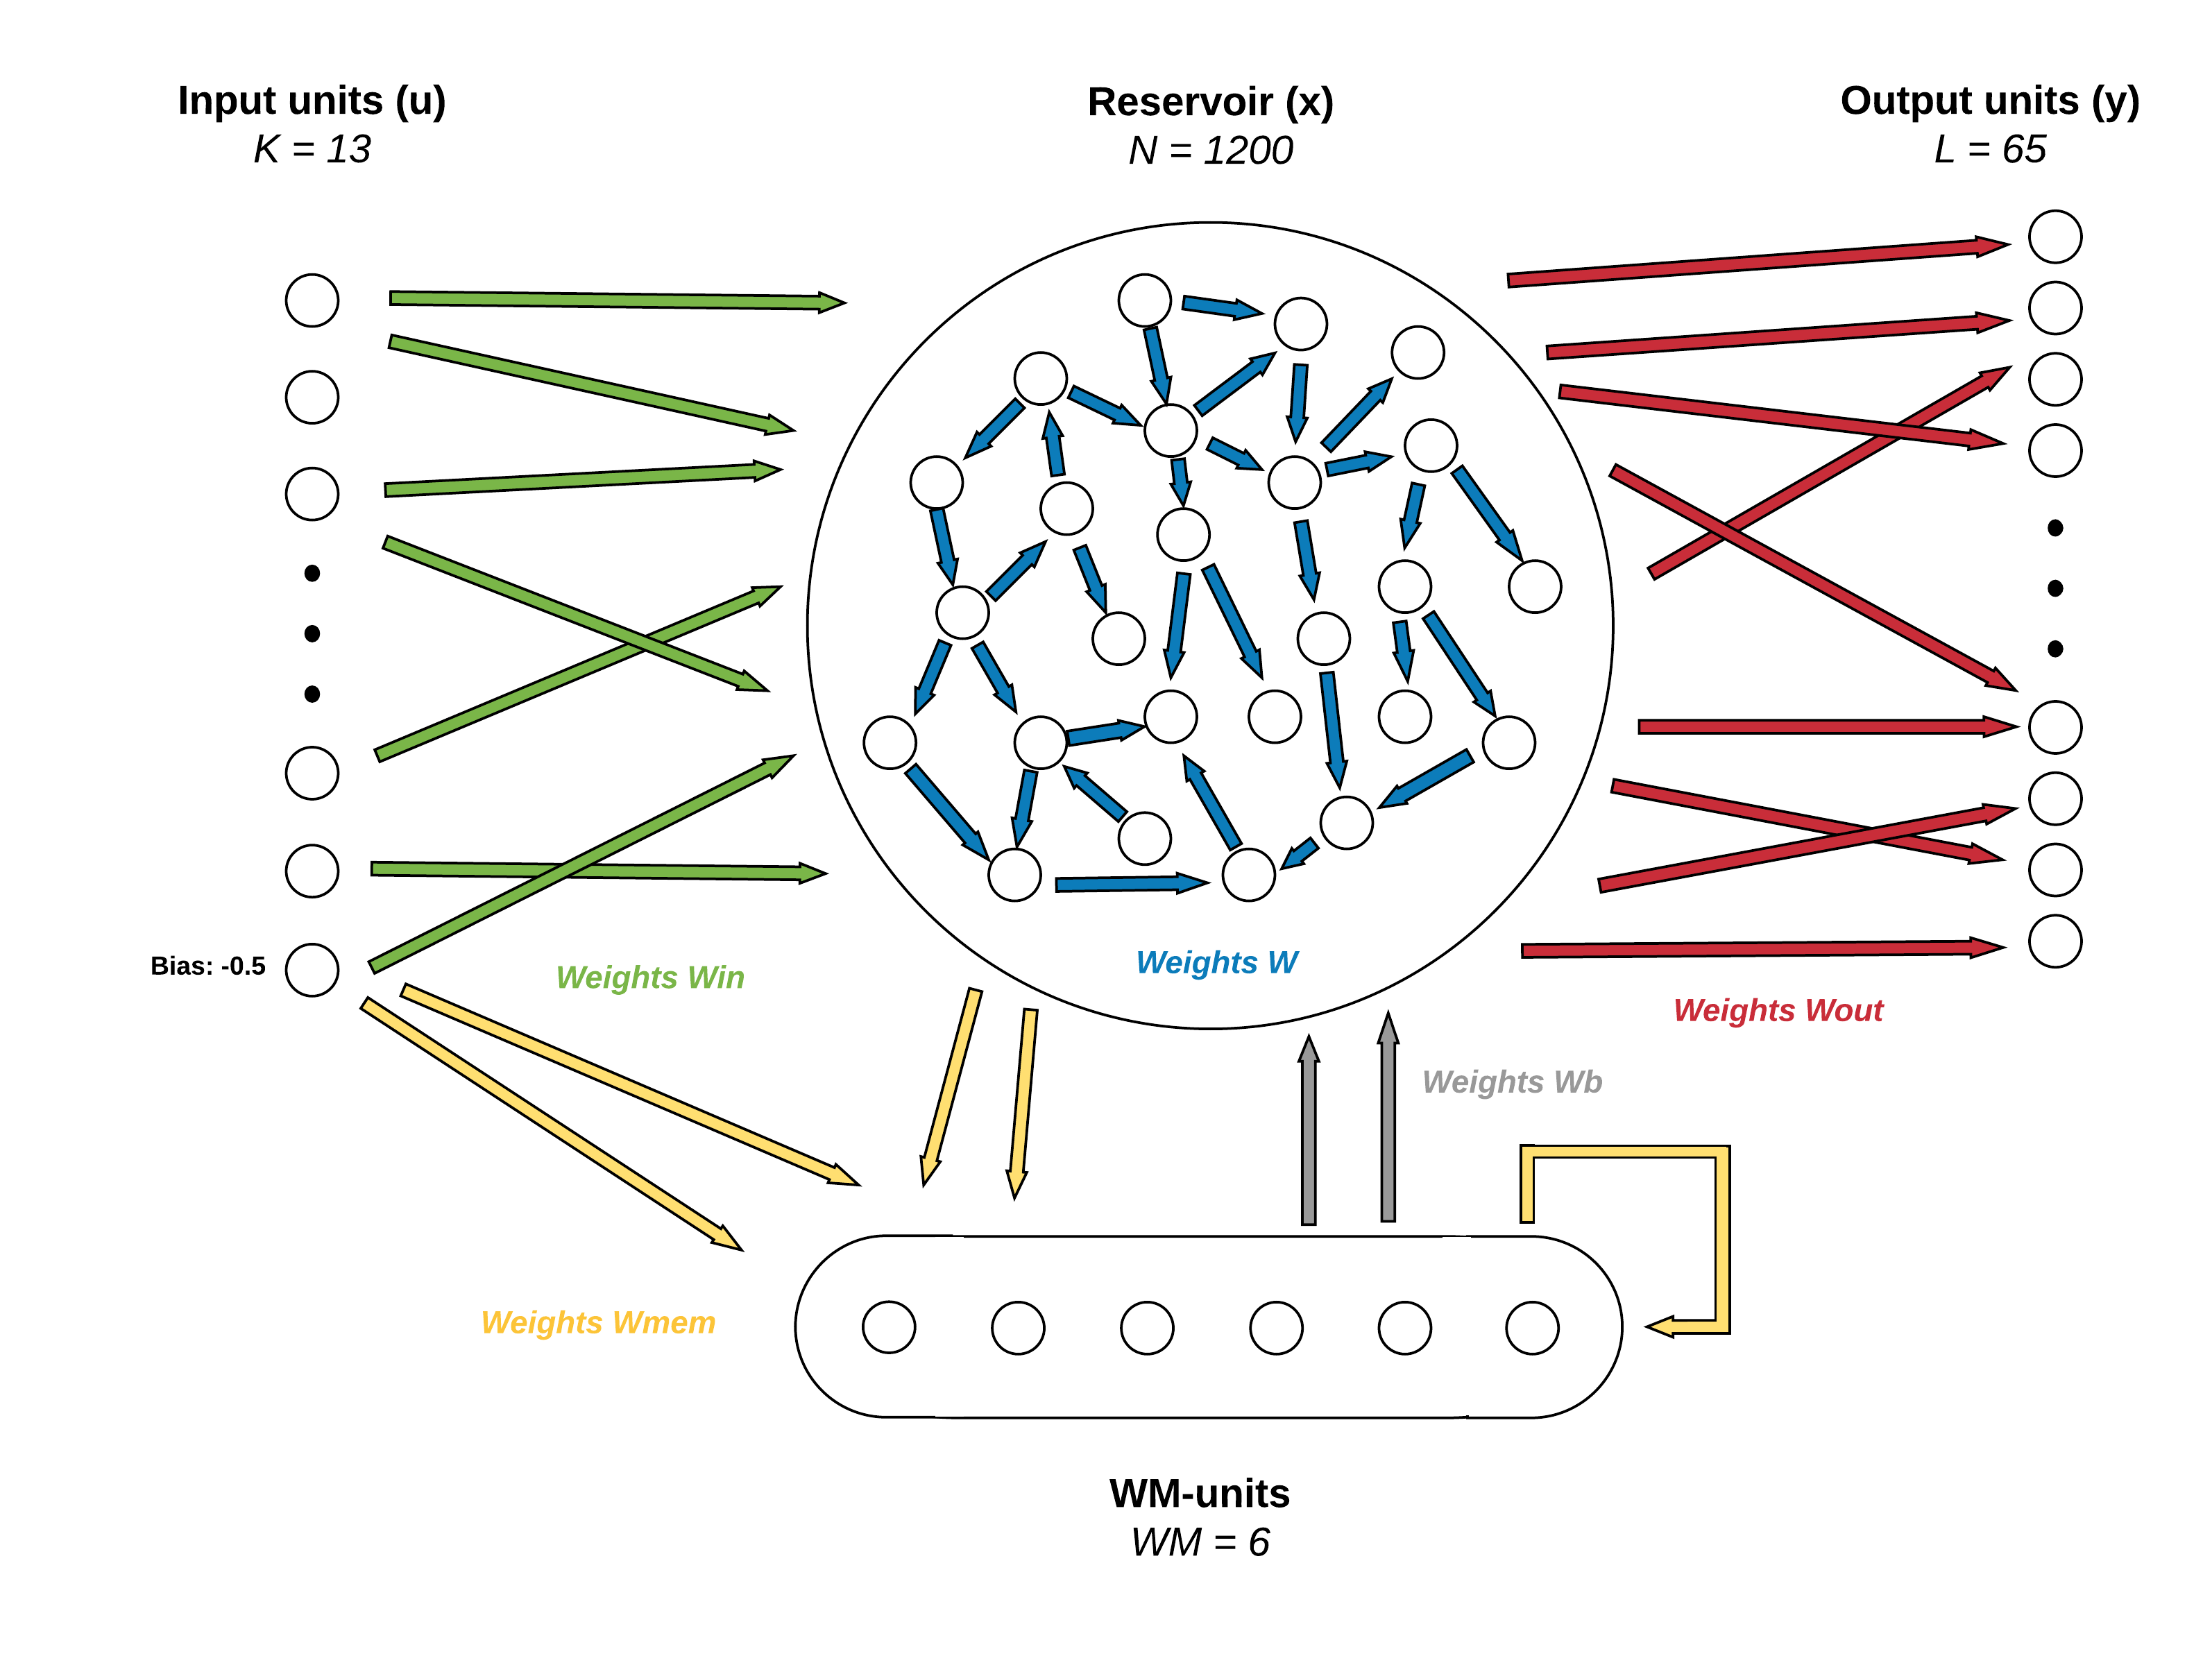 Input units (u)
K = 13
Reservoir (x)
N = 1200
Output units (y)
L = 65
Bias: -0.5
Weights Win
Weights W
Weights Wout
Weights Wb
Weights Wmem
WM-units
WM = 6